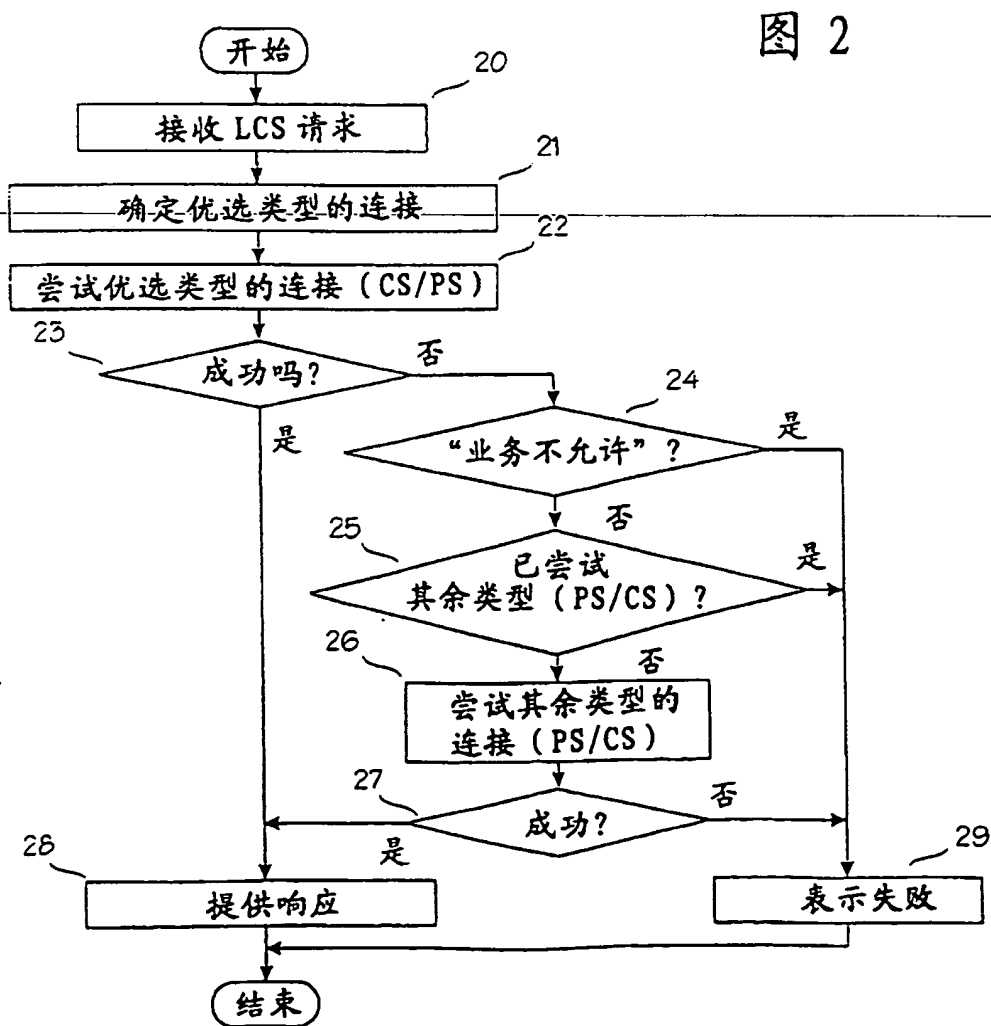 图 2
开始
20
接收 LCS 请求
21
确定优选类型的连接
22
尝试优选类型的连接(CS/PS)
23
成功吗?
否
是
24
“业务不允许”?
是
否
25
已尝试
其余类型(PS/CS)?
是
否
26
尝试其余类型的
连接(PS/CS)
27
成功?
否
是
28
提供响应
29
表示失败
结束